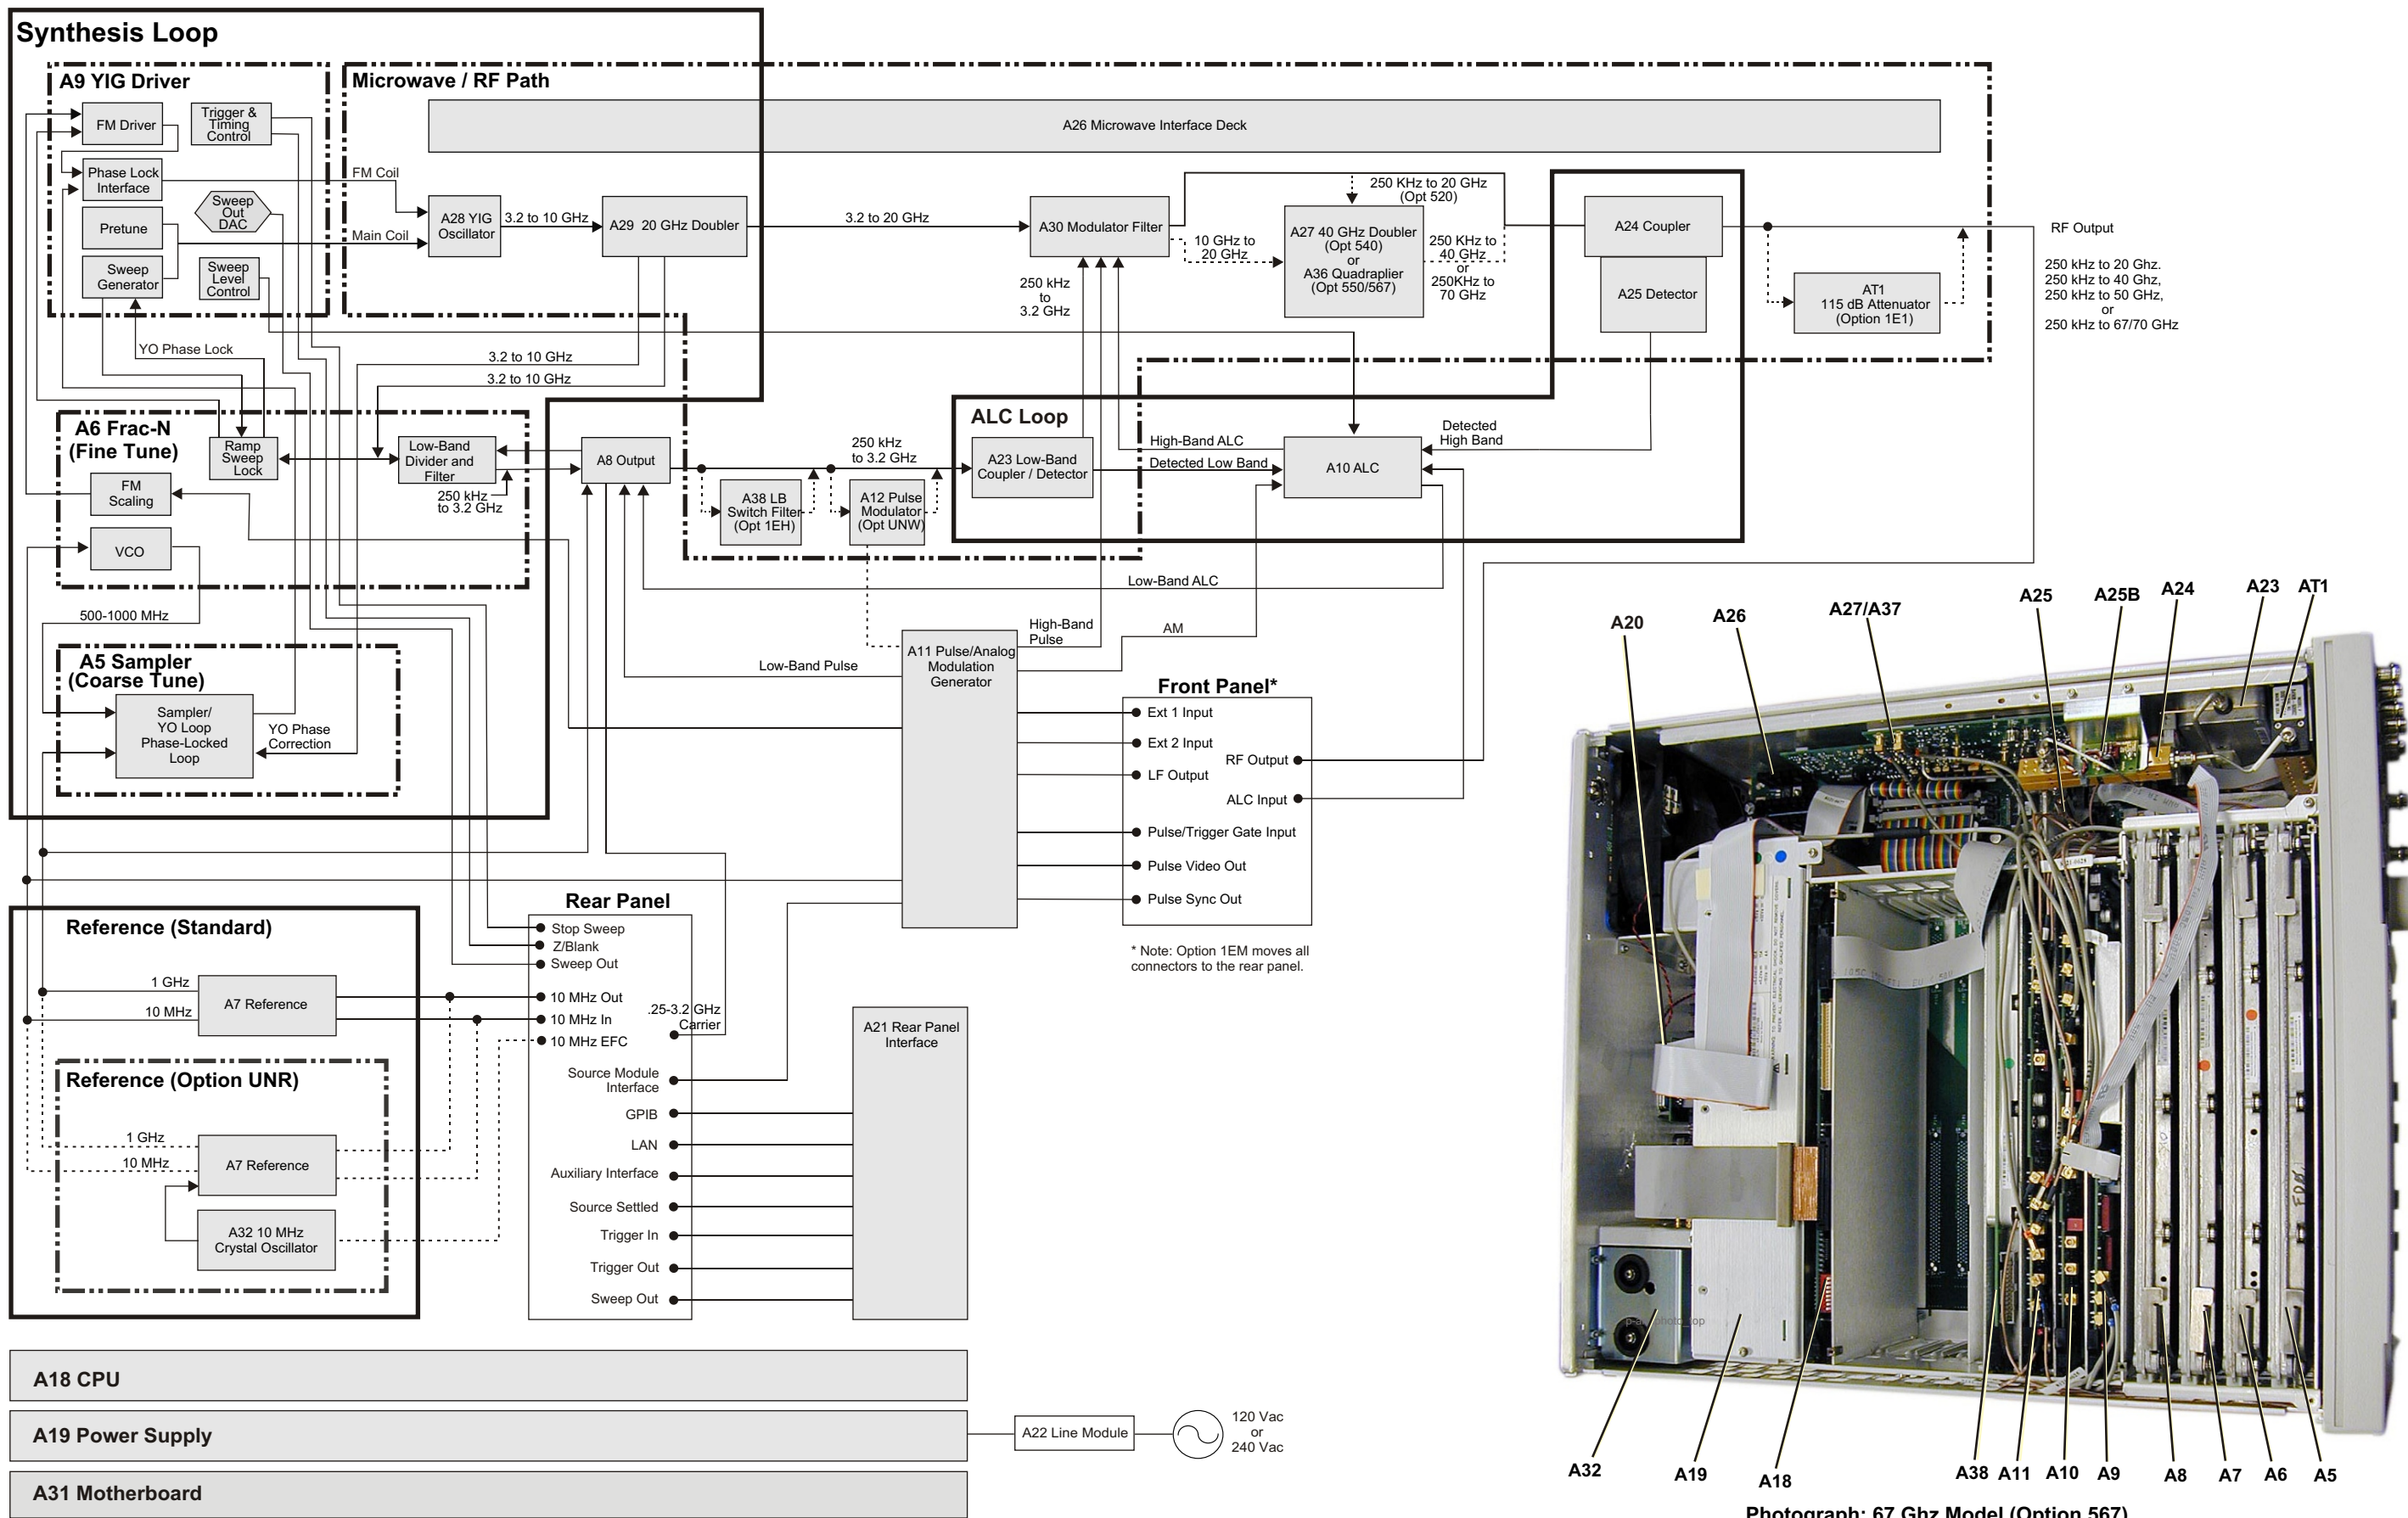 Synthesis Loop
A9 YIG Driver
FM Driver
Trigger &
Timing
Control
Phase Lock
Interface
Sweep
Out
DAC
Pretune
Sweep
Generator
Sweep
Level
Control
YO Phase Lock
Microwave / RF Path
A26 Microwave Interface Deck
FM Coil
Main Coil
A28 YIG
Oscillator
3.2 to 10 GHz
A29 20 GHz Doubler
3.2 to 20 GHz
A30 Modulator Filter
250 KHz to 20 GHz
(Opt 520)
10 GHz to
20 GHz
A27 40 GHz Doubler
(Opt 540)
or
A36 Quadraplier
(Opt 550/567)
250 KHz to
40 GHz
or
250KHz to
70 GHz
250 kHz
to
3.2 GHz
A24 Coupler
A25 Detector
AT1
115 dB Attenuator
(Option 1E1)
RF Output
250 kHz to 20 Ghz.
250 kHz to 40 Ghz,
250 kHz to 50 GHz,
or
250 kHz to 67/70 GHz
3.2 to 10 GHz
3.2 to 10 GHz
A6 Frac-N
(Fine Tune)
Ramp
Sweep
Lock
Low-Band
Divider and
Filter
250 kHz
to 3.2 GHz
FM
Scaling
VCO
500-1000 MHz
A8 Output
250 kHz
to 3.2 GHz
A38 LB
Switch Filter
(Opt 1EH)
A12 Pulse
Modulator
(Opt UNW)
ALC Loop
A23 Low-Band
Coupler / Detector
High-Band ALC
Detected Low Band
A10 ALC
Detected
High Band
Low-Band ALC
A5 Sampler
(Coarse Tune)
Sampler/
YO Loop
Phase-Locked
Loop
YO Phase
Correction
Low-Band Pulse
A11 Pulse/Analog
Modulation
Generator
High-Band
Pulse
AM
Front Panel*
Ext 1 Input
Ext 2 Input
RF Output
LF Output
ALC Input
Pulse/Trigger Gate Input
Pulse Video Out
Pulse Sync Out
* Note: Option 1EM moves all
connectors to the rear panel.
Reference (Standard)
1 GHz
10 MHz
A7 Reference
Reference (Option UNR)
1 GHz
10 MHz
A7 Reference
A32 10 MHz
Crystal Oscillator
Rear Panel
Stop Sweep
Z/Blank
Sweep Out
10 MHz Out
10 MHz In
10 MHz EFC
.25-3.2 GHz
Carrier
Source Module
Interface
GPIB
LAN
Auxiliary Interface
Source Settled
Trigger In
Trigger Out
Sweep Out
A21 Rear Panel
Interface
A18 CPU
A19 Power Supply
A31 Motherboard
A22 Line Module
120 Vac
or
240 Vac
A20
A26
A27/A37
A25
A25B
A24
A23
AT1
A32
A19
A18
A38
A11
A10
A9
A8
A7
A6
A5
Photograph: 67 Ghz Model (Option 567)